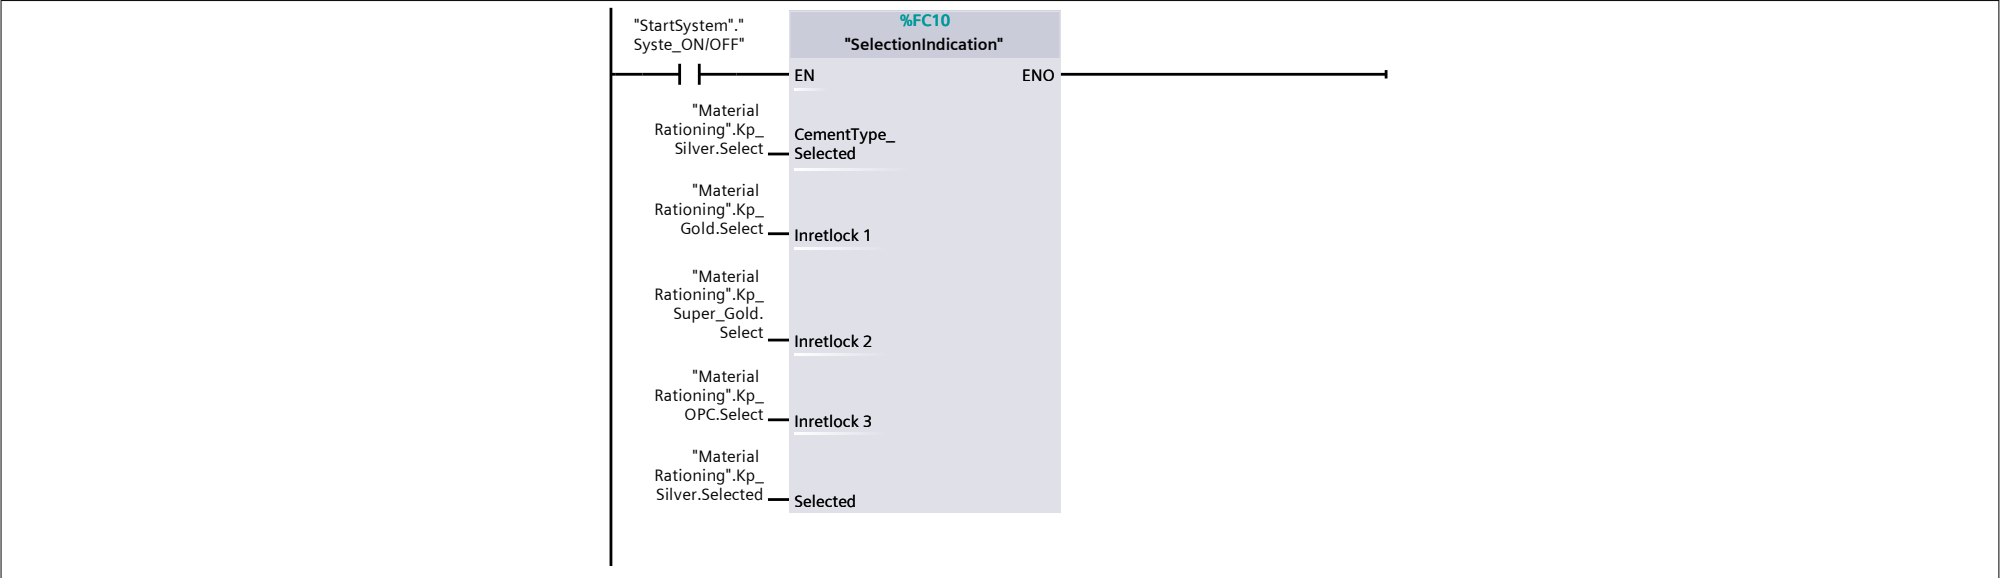 "StartSystem"."
Syste_ON/OFF"
%FC10
"SelectionIndication"
EN
ENO
"Material
Rationing".Kp_
Silver.Select
CementType_
Selected
"Material
Rationing".Kp_
Gold.Select
Inretlock 1
"Material
Rationing".Kp_
Super_Gold.
Select
Inretlock 2
"Material
Rationing".Kp_
OPC.Select
Inretlock 3
"Material
Rationing".Kp_
Silver.Selected
Selected